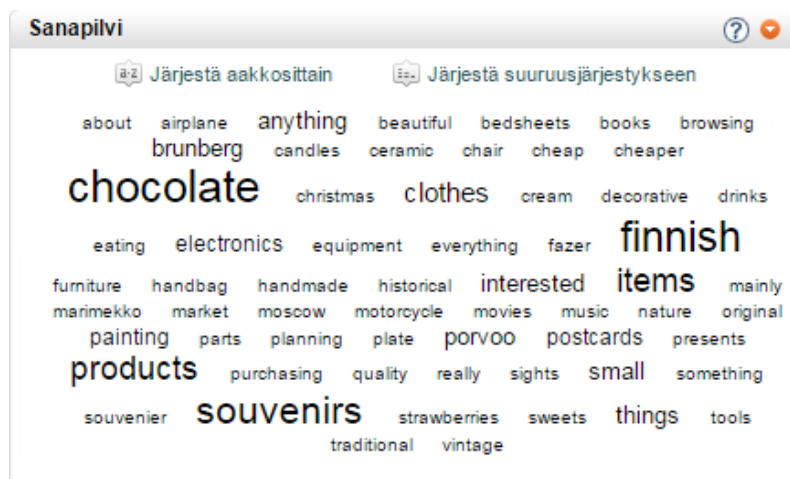 Sanapilvi
Järjestä aakkosittain Järjestä suuruusjärjestykseen
about airplane anything beautiful bedsheets books browsing
brunberg candles ceramic chair cheap cheaper
chocolate christmas clothes cream decorative drinks
eating electronics equipment everything fazer finnish
furniture handbag handmade historical interested items mainly
marimekko market moscow motorcycle movies music nature original
painting parts planning plate porvoo postcards presents
products purchasing quality really sights small something
souvenier souvenirs strawberries sweets things tools
traditional vintage